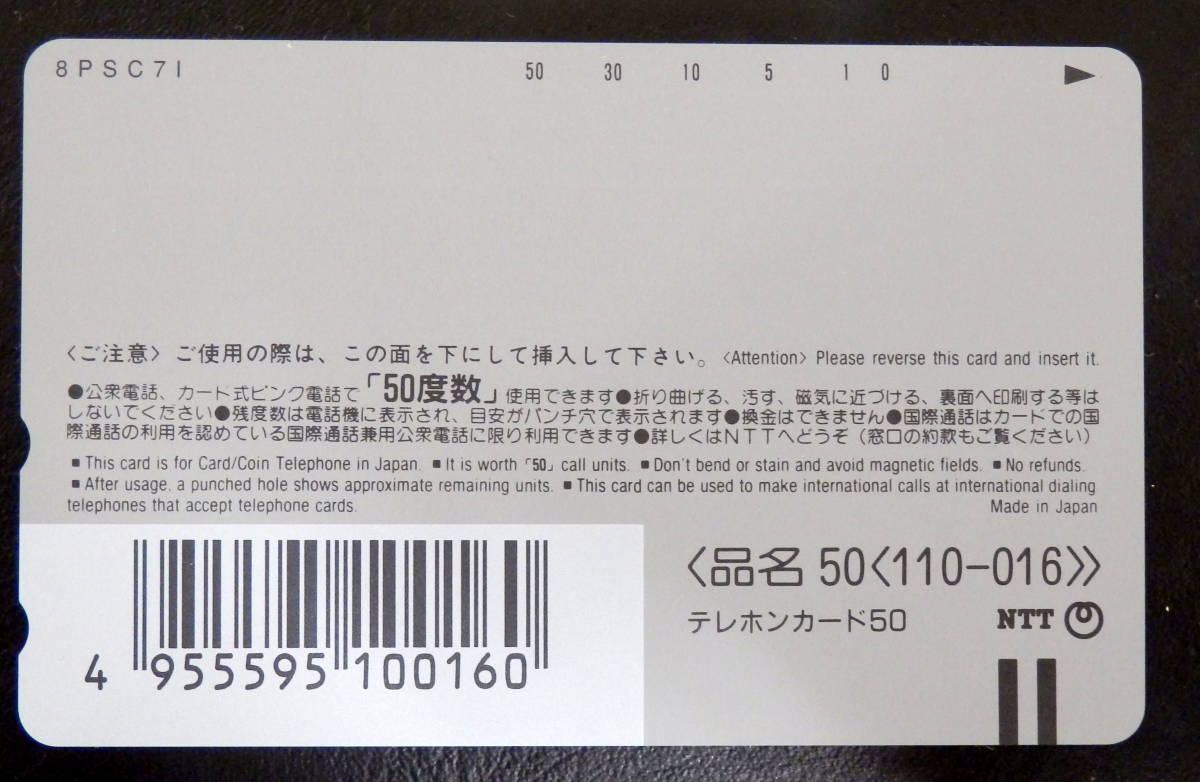 8PSC7I 50 30 10 5 1 0
〈ご注意〉ご使用の際は、この面を下にして挿入して下さい。〈Attention〉Please reverse this card and insert it.
●公衆電話、カード式ピンク電話で「50度数」使用できます●折り曲げる、汚す、磁気に近づける、裏面へ印刷する等は
しないでください●残度数は電話機に表示され、目安がパンチ穴で表示されます●換金はできません●国際通話はカードでの国
際通話の利用を認めている国際通話兼用公衆電話に限り利用できます●詳しくはNTTへどうぞ（窓口の約款もご覧ください）
■ This card is for Card/Coin Telephone in Japan. ■ It is worth「50」call units. ■ Don't bend or stain and avoid magnetic fields. ■ No refunds.
■ After usage, a punched hole shows approximate remaining units. ■ This card can be used to make international calls at international dialing
telephones that accept telephone cards. Made in Japan
〈品名 50〈110-016〉〉
テレホンカード50 NTT
4 955595 100160